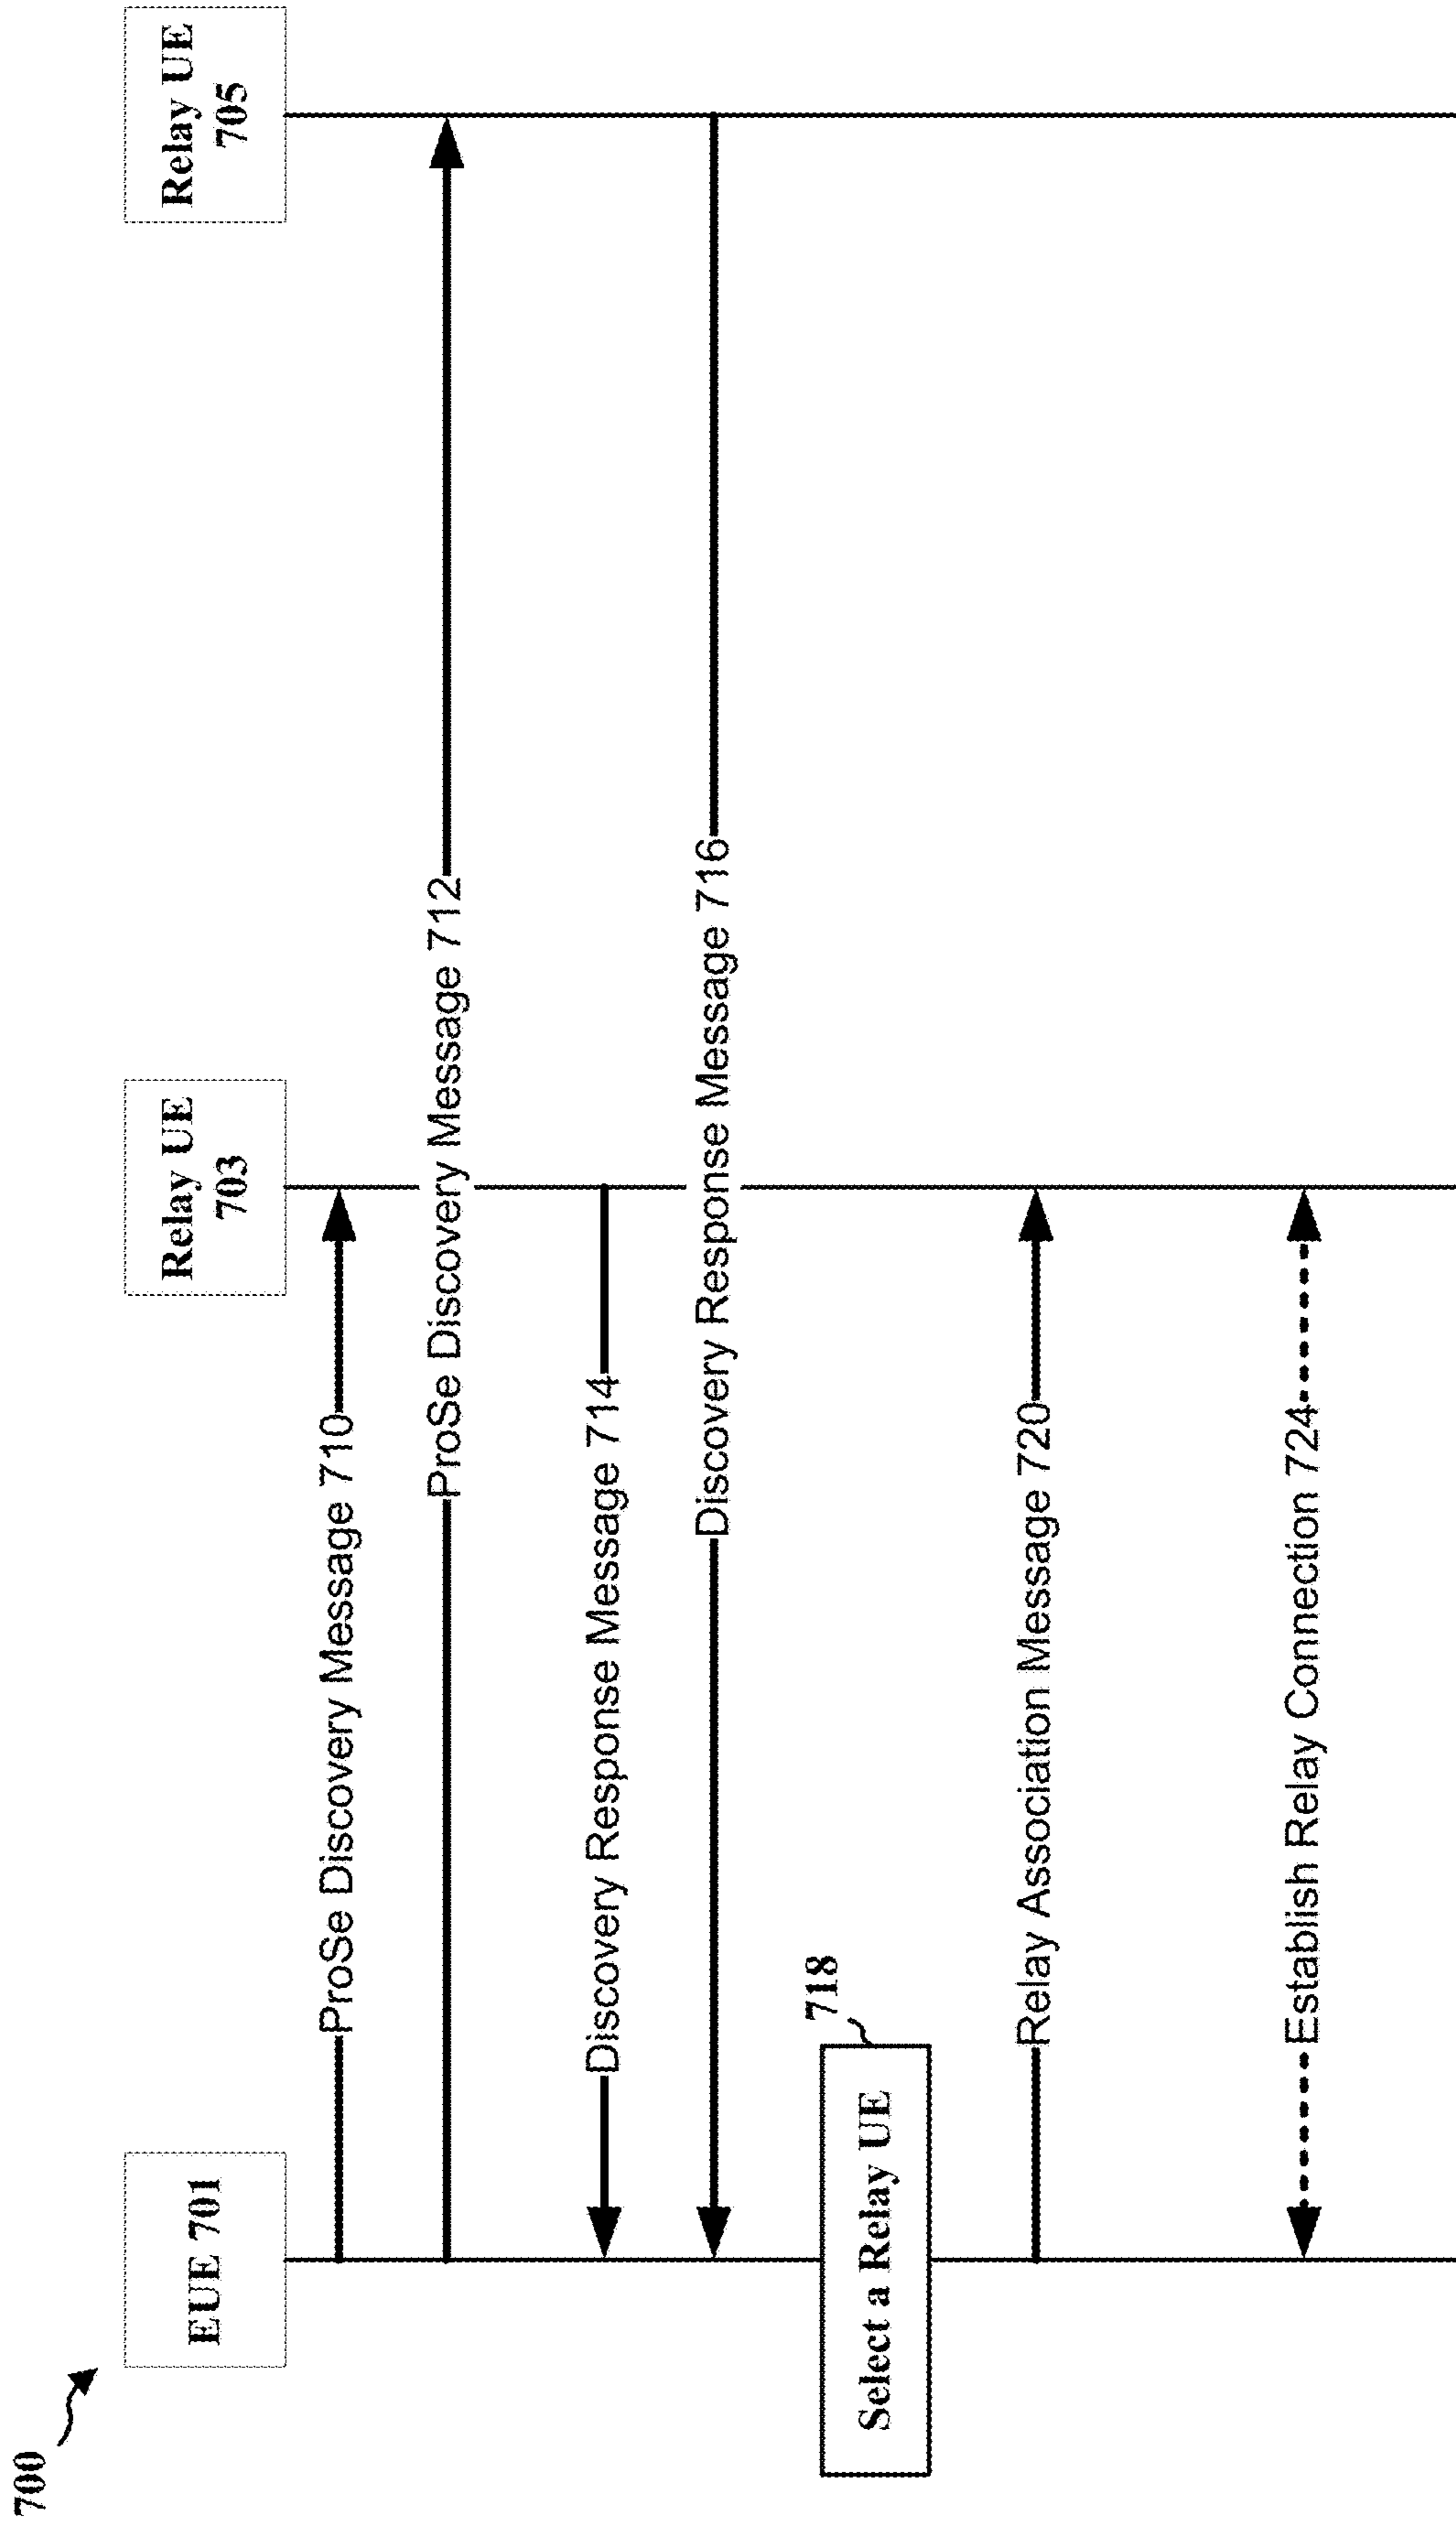 700
EUE 701
Relay UE
703
Relay UE
705
ProSe Discovery Message 710
ProSe Discovery Message 712
Discovery Response Message 714
Discovery Response Message 716
718
Select a Relay UE
Relay Association Message 720
Establish Relay Connection 724